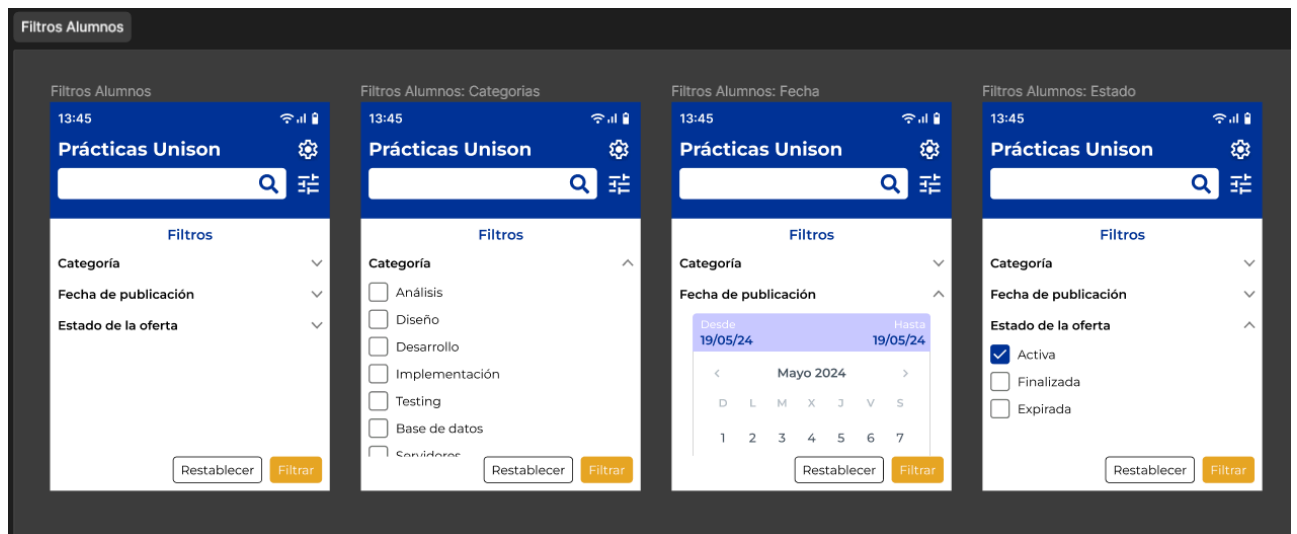 Filtros Alumnos
Filtros Alumnos
13:45
Prácticas Unison
Filtros
Categoría
Fecha de publicación
Estado de la oferta
Restablecer
Filtrar
Filtros Alumnos: Categorias
13:45
Prácticas Unison
Filtros
Categoría
Análisis
Diseño
Desarrollo
Implementación
Testing
Base de datos
Servidores
Restablecer
Filtrar
Filtros Alumnos: Fecha
13:45
Prácticas Unison
Filtros
Categoría
Fecha de publicación
Desde Hasta
19/05/24 19/05/24
< Mayo 2024 >
D L M X J V S
1 2 3 4 5 6 7
Restablecer
Filtrar
Filtros Alumnos: Estado
13:45
Prácticas Unison
Filtros
Categoría
Fecha de publicación
Estado de la oferta
Activa
Finalizada
Expirada
Restablecer
Filtrar